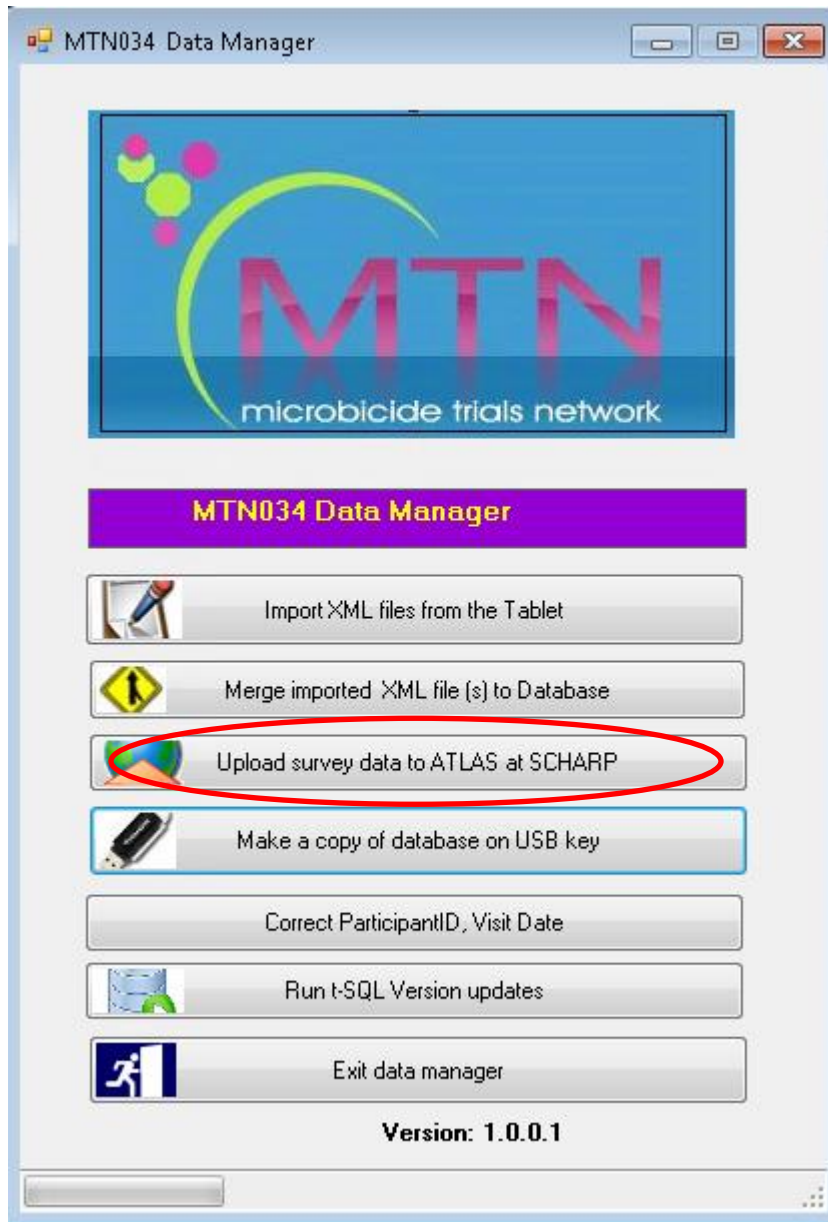 MTN034 Data Manager
MTN
microbicide trials network
MTN034 Data Manager
Import XML files from the Tablet
Merge imported XML file (s) to Database
Upload survey data to ATLAS at SCHARP
Make a copy of database on USB key
Correct ParticipantID, Visit Date
Run t-SQL Version updates
Exit data manager
Version: 1.0.0.1